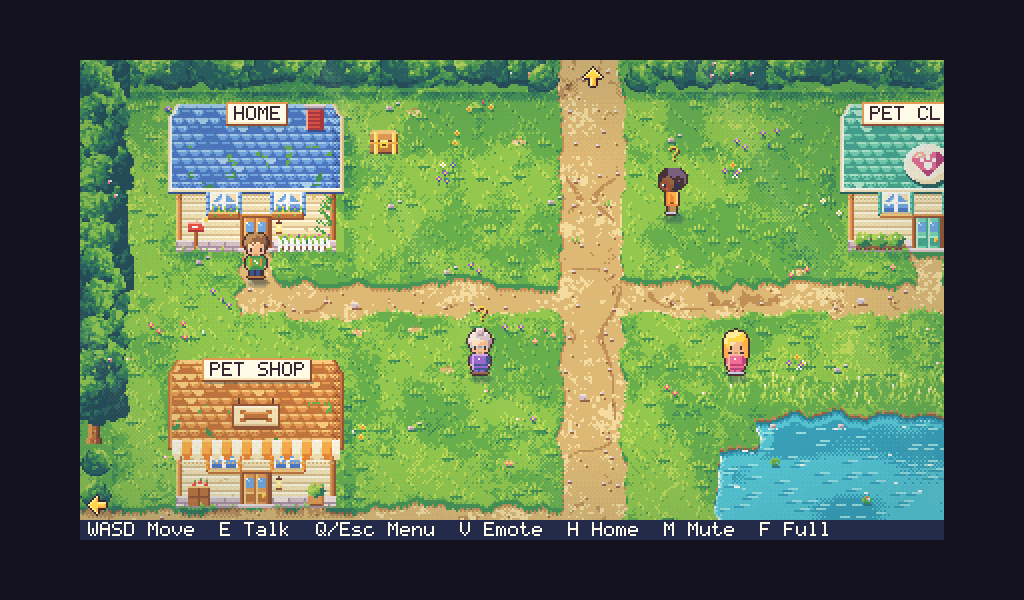 HOME
PET CL
?
?
PET SHOP
WASD Move  E Talk  Q/Esc Menu  V Emote  H Home  M Mute  F Full